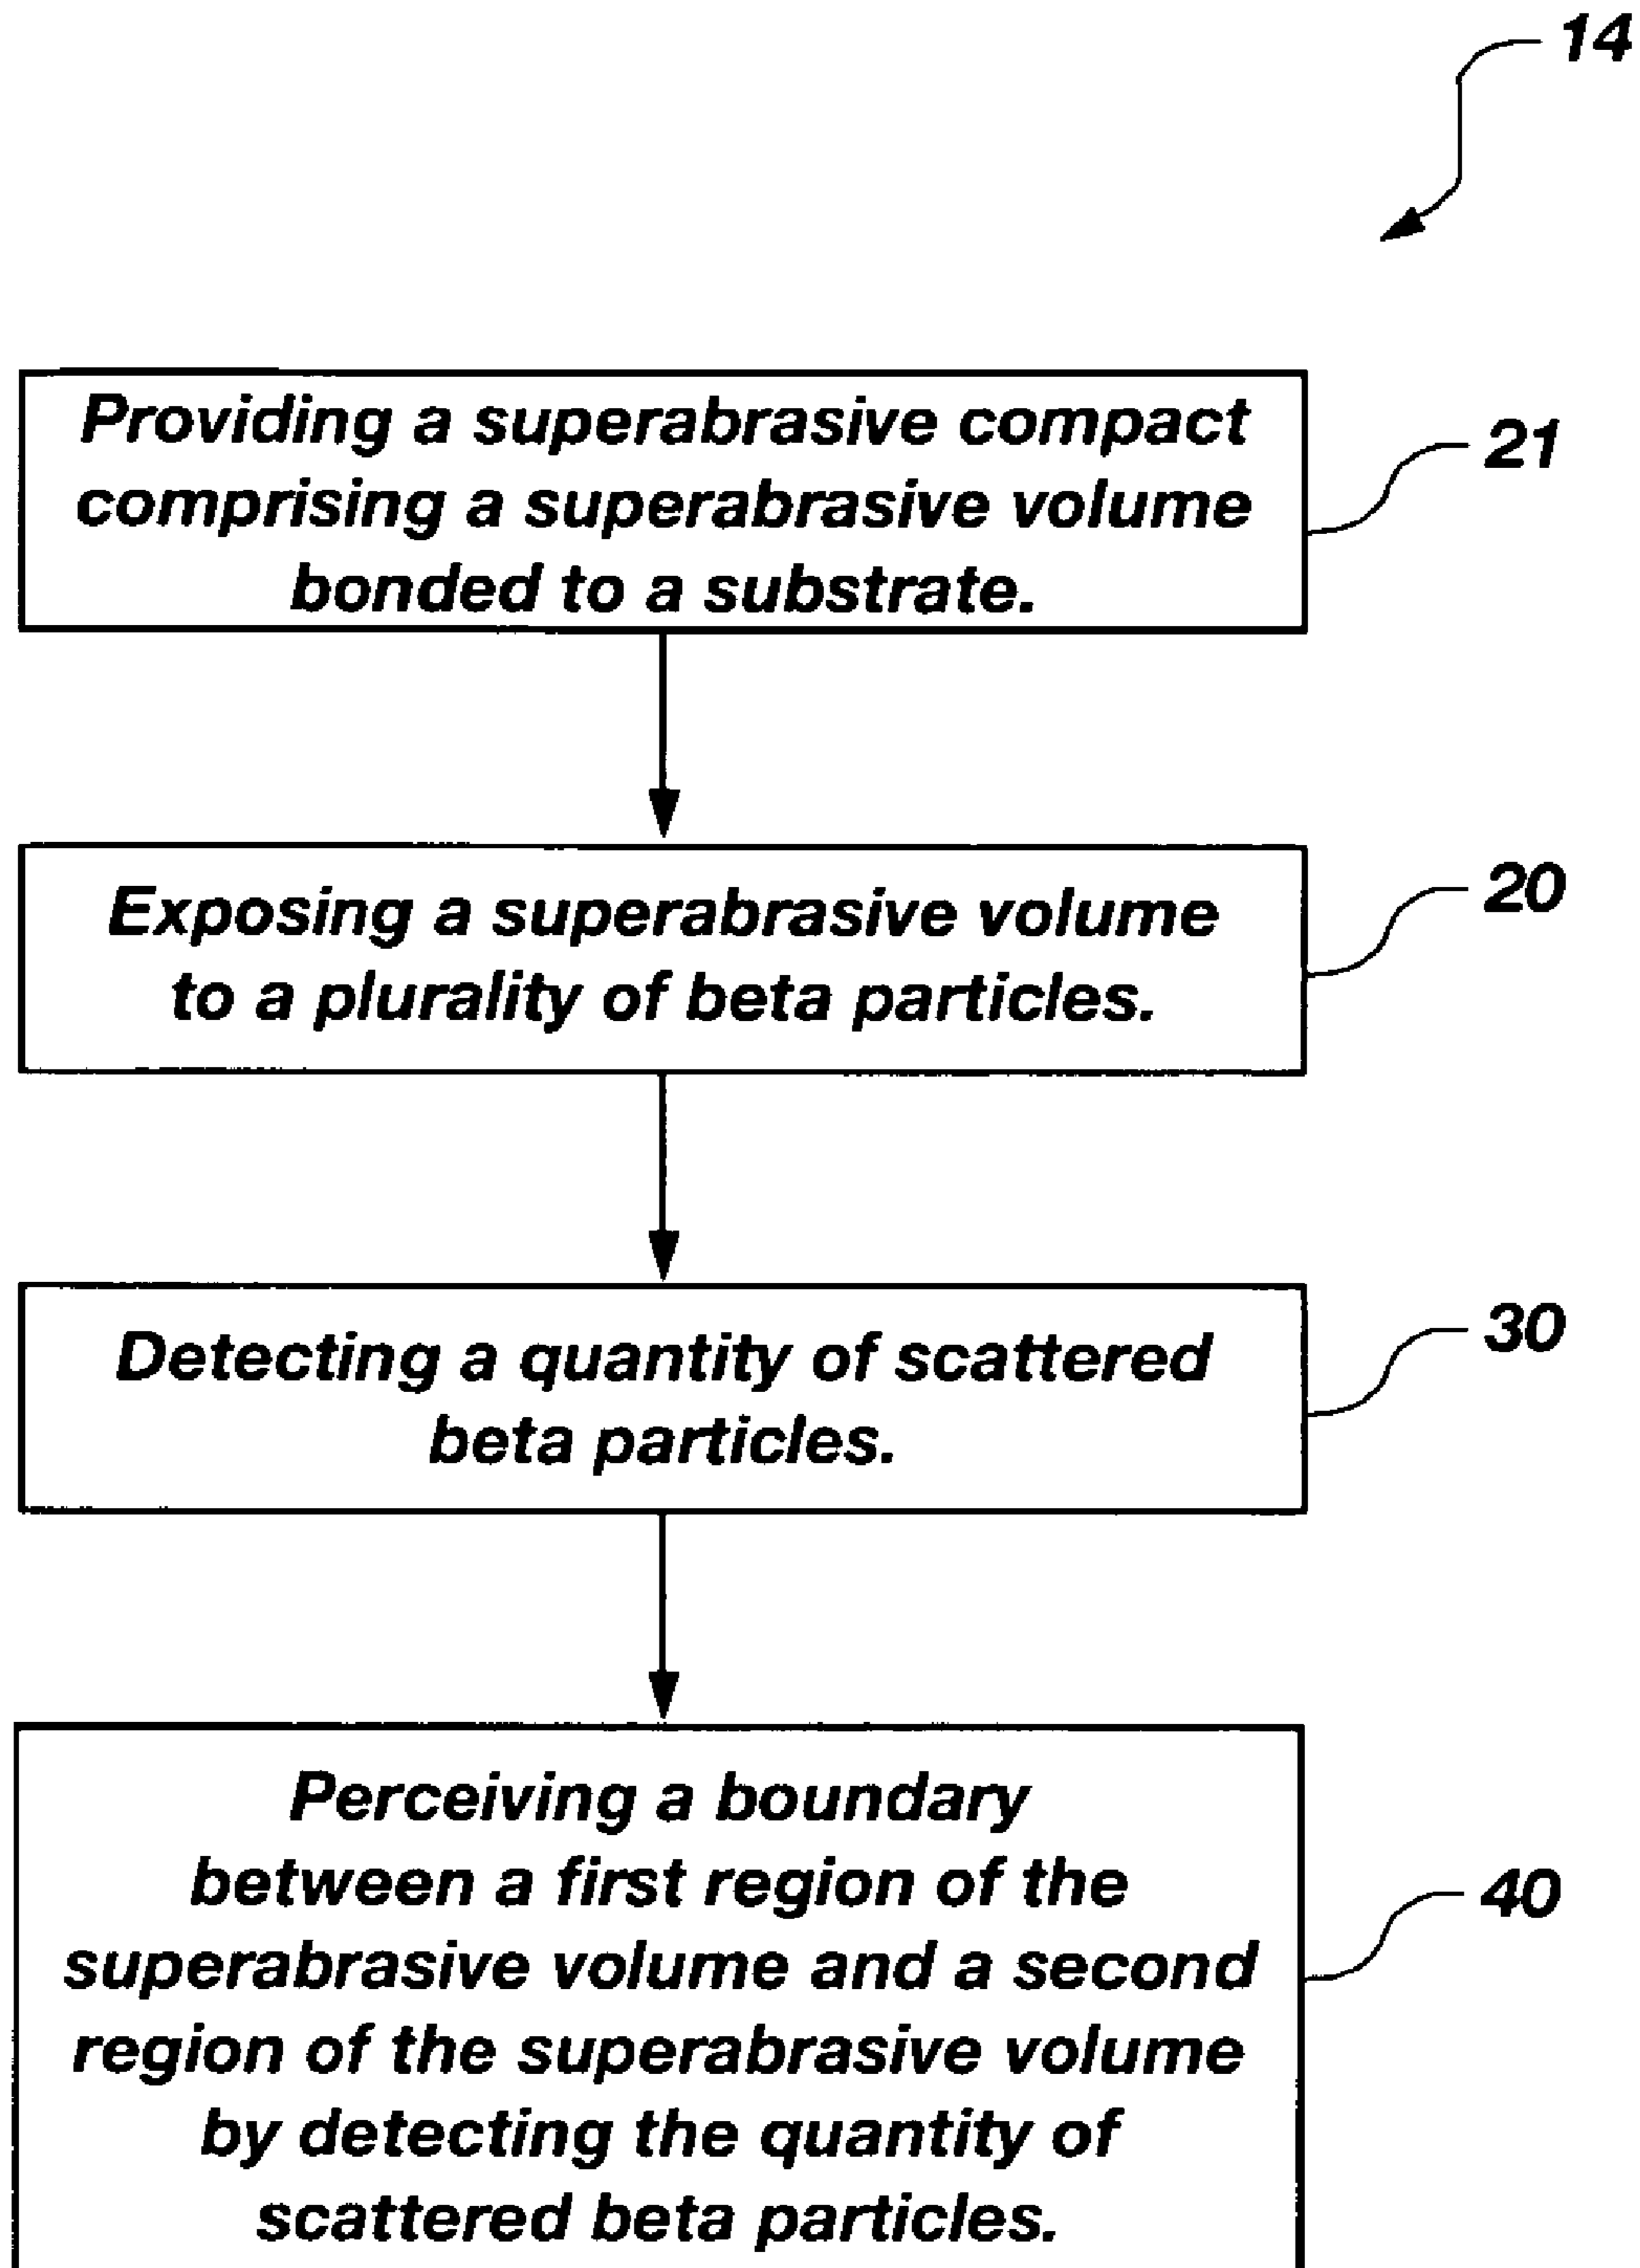 14
Providing a superabrasive compact
comprising a superabrasive volume
bonded to a substrate.
21
Exposing a superabrasive volume
to a plurality of beta particles.
20
Detecting a quantity of scattered
beta particles.
30
Perceiving a boundary
between a first region of the
superabrasive volume and a second
region of the superabrasive volume
by detecting the quantity of
scattered beta particles.
40